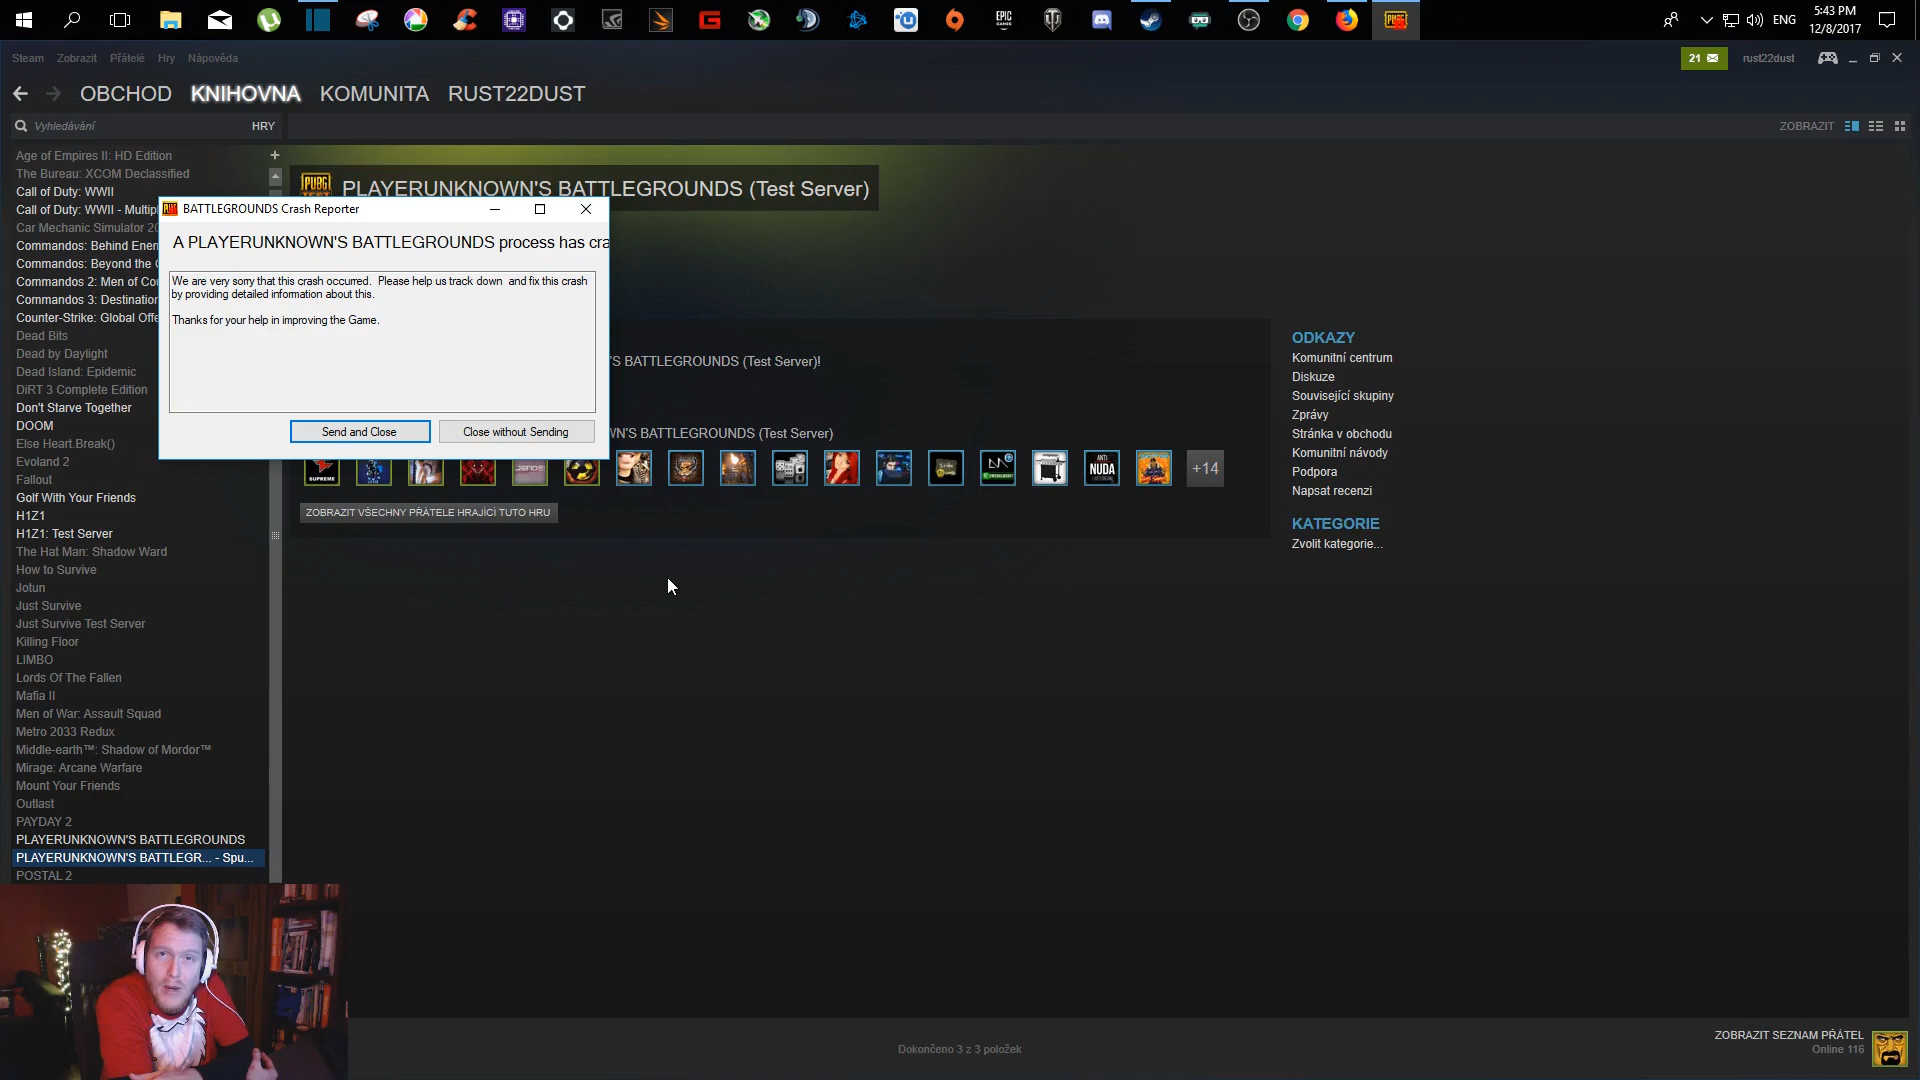 ENG
5:43 PM
12/8/2017
Steam Zobrazit Přátelé Hry Nápověda
21
rust22dust
OBCHOD KNIHOVNA KOMUNITA RUST22DUST
Vyhledávání
HRY
ZOBRAZIT
Age of Empires II: HD Edition
The Bureau: XCOM Declassified
Call of Duty: WWII
Call of Duty: WWII - Multipl
Car Mechanic Simulator 20
Commandos: Behind Enem
Commandos: Beyond the C
Commandos 2: Men of Cou
Commandos 3: Destination
Counter-Strike: Global Offe
Dead Bits
Dead by Daylight
Dead Island: Epidemic
DiRT 3 Complete Edition
Don't Starve Together
DOOM
Else Heart.Break()
Evoland 2
Fallout
Golf With Your Friends
H1Z1
H1Z1: Test Server
The Hat Man: Shadow Ward
How to Survive
Jotun
Just Survive
Just Survive Test Server
Killing Floor
LIMBO
Lords Of The Fallen
Mafia II
Men of War: Assault Squad
Metro 2033 Redux
Middle-earth™: Shadow of Mordor™
Mirage: Arcane Warfare
Mount Your Friends
Outlast
PAYDAY 2
PLAYERUNKNOWN'S BATTLEGROUNDS
PLAYERUNKNOWN'S BATTLEGR... - Spu...
POSTAL 2
PUBG
PLAYERUNKNOWN'S BATTLEGROUNDS (Test Server)
BATTLEGROUNDS Crash Reporter
A PLAYERUNKNOWN'S BATTLEGROUNDS process has cra
We are very sorry that this crash occurred. Please help us track down and fix this crash
by providing detailed information about this.
Thanks for your help in improving the Game.
Send and Close
Close without Sending
'S BATTLEGROUNDS (Test Server)!
WN'S BATTLEGROUNDS (Test Server)
SUPREME
ANTI
NUDA
+14
ZOBRAZIT VŠECHNY PŘÁTELE HRAJÍCÍ TUTO HRU
ODKAZY
Komunitní centrum
Diskuze
Související skupiny
Zprávy
Stránka v obchodu
Komunitní návody
Podpora
Napsat recenzi
KATEGORIE
Zvolit kategorie...
Dokončeno 3 z 3 položek
ZOBRAZIT SEZNAM PŘÁTEL
Online 116